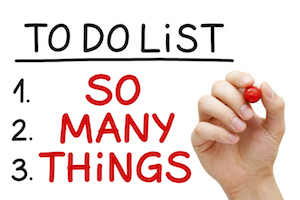 TO DO LiST
1. SO
2. MANY
3. THiNGS